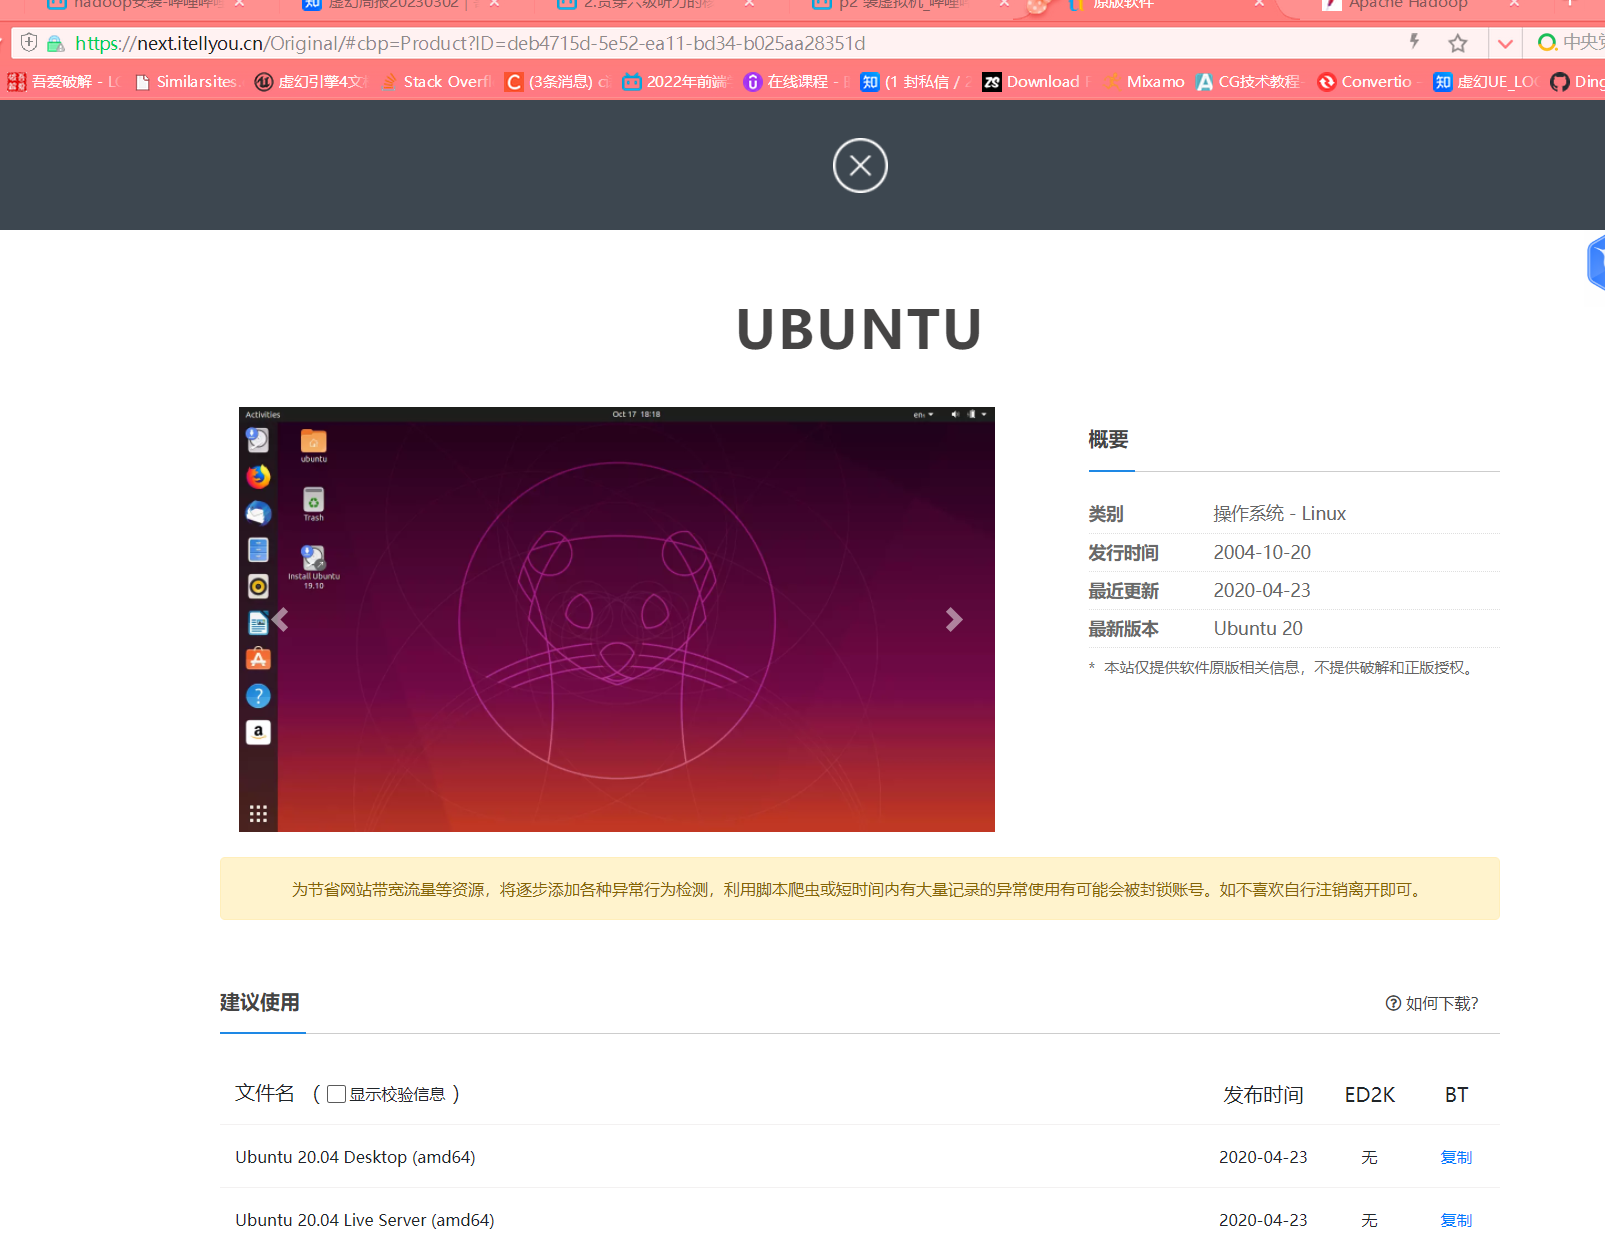 hadoop安装-哔哩哔哩
虚幻周报20230302 |
2.贯穿六级听力的核
p2 装虚拟机_哔哩哔
原版软件
Apache Hadoop
https://next.itellyou.cn/Original/#cbp=Product?ID=deb4715d-5e52-ea11-bd34-b025aa28351d
吾爱破解 - LC
Similarsites.
虚幻引擎4文
Stack Overfl
(3条消息) c
2022年前端
在线课程 -
(1 封私信 / 2
Download F
Mixamo
CG技术教程
Convertio -
虚幻UE_LOG
Ding
UBUNTU
Activities
Oct 17 18:18
en
ubuntu
Trash
Install Ubuntu
19.10
概要
类别 操作系统 - Linux
发行时间 2004-10-20
最近更新 2020-04-23
最新版本 Ubuntu 20
* 本站仅提供软件原版相关信息，不提供破解和正版授权。
为节省网站带宽流量等资源，将逐步添加各种异常行为检测，利用脚本爬虫或短时间内有大量记录的异常使用有可能会被封锁账号。如不喜欢自行注销离开即可。
建议使用
如何下载?
文件名 ( 显示校验信息 ) 发布时间 ED2K BT
Ubuntu 20.04 Desktop (amd64) 2020-04-23 无 复制
Ubuntu 20.04 Live Server (amd64) 2020-04-23 无 复制